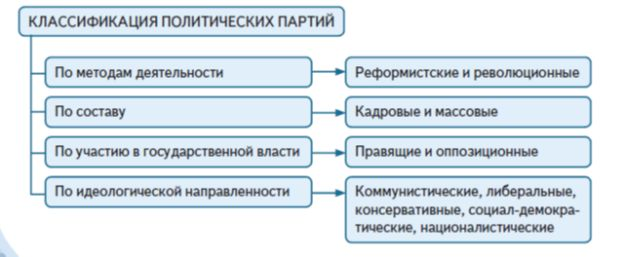 КЛАССИФИКАЦИЯ ПОЛИТИЧЕСКИХ ПАРТИЙ
По методам деятельности
Реформистские и революционные
По составу
Кадровые и массовые
По участию в государственной власти
Правящие и оппозиционные
По идеологической направленности
Коммунистические, либеральные,
консервативные, социал-демокра-
тические, националистические